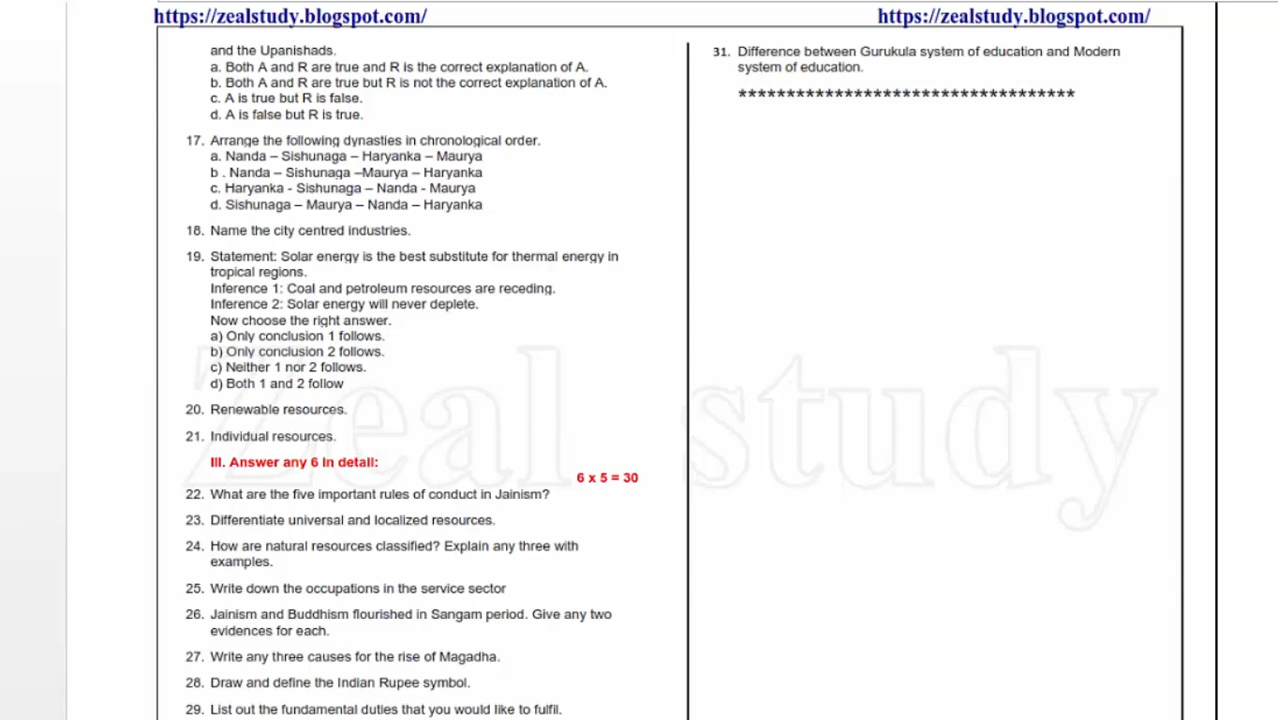 https://zealstudy.blogspot.com/
https://zealstudy.blogspot.com/
and the Upanishads.
a. Both A and R are true and R is the correct explanation of A.
b. Both A and R are true but R is not the correct explanation of A.
c. A is true but R is false.
d. A is false but R is true.
17. Arrange the following dynasties in chronological order.
a. Nanda – Sishunaga – Haryanka – Maurya
b . Nanda – Sishunaga –Maurya – Haryanka
c. Haryanka - Sishunaga – Nanda - Maurya
d. Sishunaga – Maurya – Nanda – Haryanka
18. Name the city centred industries.
19. Statement: Solar energy is the best substitute for thermal energy in
tropical regions.
Inference 1: Coal and petroleum resources are receding.
Inference 2: Solar energy will never deplete.
Now choose the right answer.
a) Only conclusion 1 follows.
b) Only conclusion 2 follows.
c) Neither 1 nor 2 follows.
d) Both 1 and 2 follow
20. Renewable resources.
21. Individual resources.
III. Answer any 6 In detail:
6 x 5 = 30
22. What are the five important rules of conduct in Jainism?
23. Differentiate universal and localized resources.
24. How are natural resources classified? Explain any three with
examples.
25. Write down the occupations in the service sector
26. Jainism and Buddhism flourished in Sangam period. Give any two
evidences for each.
27. Write any three causes for the rise of Magadha.
28. Draw and define the Indian Rupee symbol.
29. List out the fundamental duties that you would like to fulfil.
31. Difference between Gurukula system of education and Modern
system of education.
***********************************
Zeal study